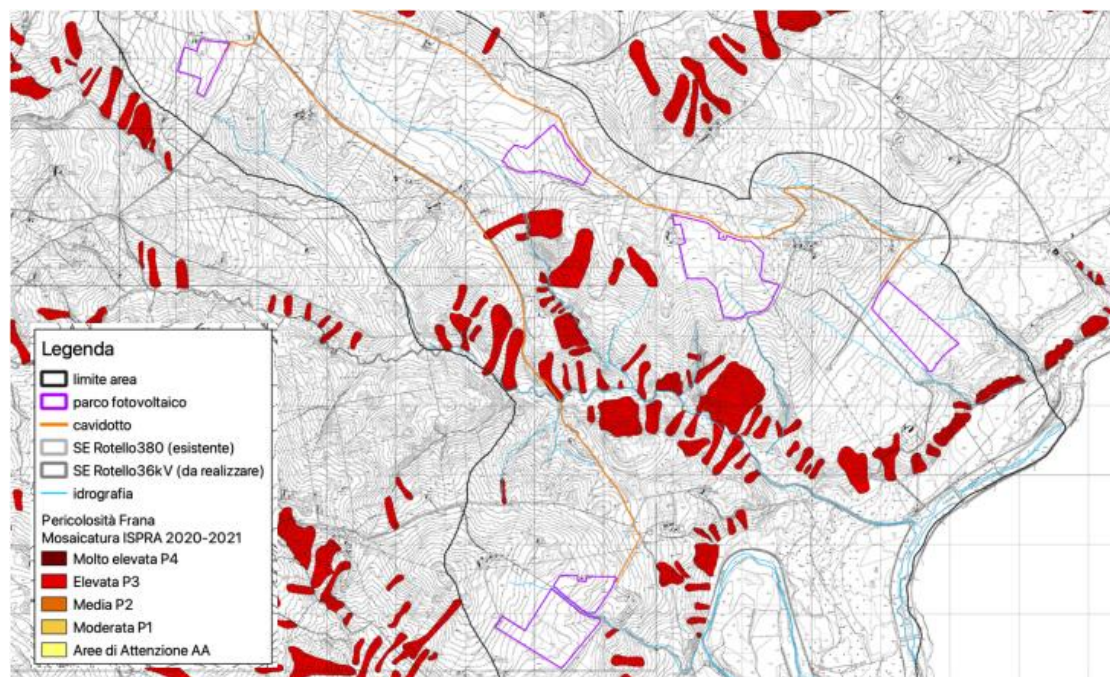 Legenda
limite area
parco fotovoltaico
cavidotto
SE Rotello380 (esistente)
SE Rotello36kV (da realizzare)
idrografia
Pericolosità Frana
Mosaicatura ISPRA 2020-2021
Molto elevata P4
Elevata P3
Media P2
Moderata P1
Aree di Attenzione AA